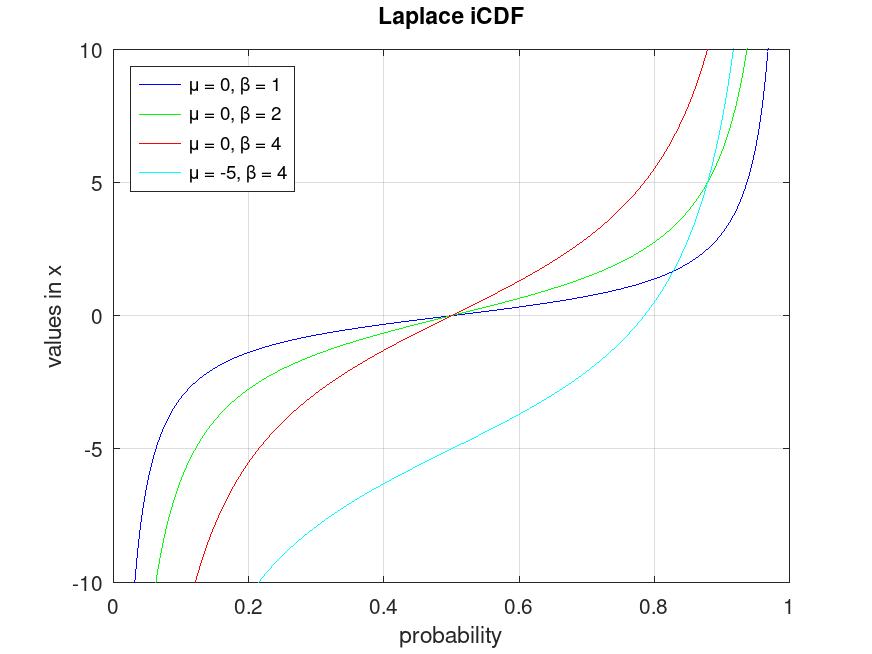 Laplace iCDF
10
5
0
-5
-10
values in x
μ = 0, β = 1
μ = 0, β = 2
μ = 0, β = 4
μ = -5, β = 4
0
0.2
0.4
0.6
0.8
1
probability